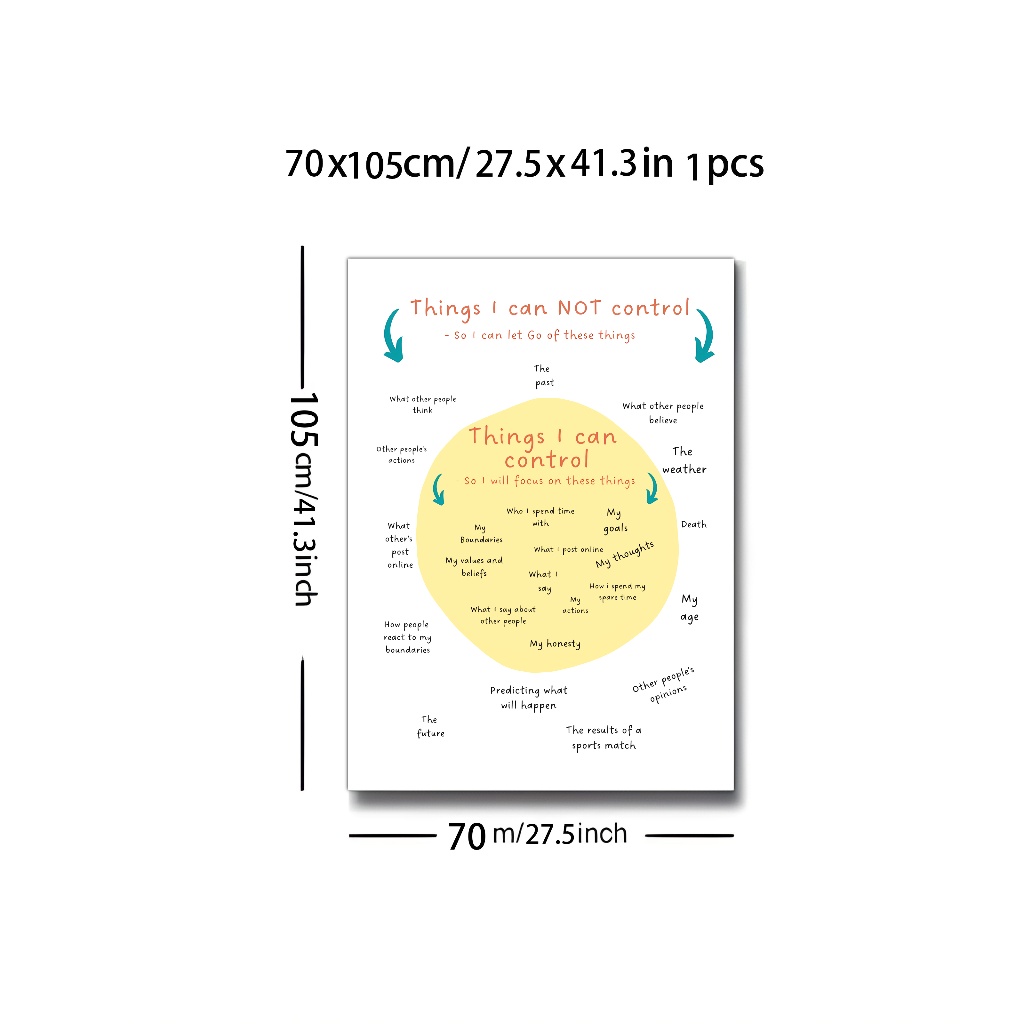 70x105cm/ 27.5x41.3in 1pcs
105cm/41.3inch
Things I can NOT control
- So I can let Go of these things
The
past
What other people
think
What other people
believe
Other people's
actions
The
weather
Things I can
control
So I will focus on these things
Who I spend time
with
My
goals
My
Boundaries
What I post online
My thoughts
My values and
beliefs
What I
say
How i spend my
spare time
My
actions
What I say about
other people
My honesty
What
other's
post
online
Death
My
age
How people
react to my
boundaries
Other people's
opinions
Predicting what
will happen
The
future
The results of a
sports match
70 m/27.5inch